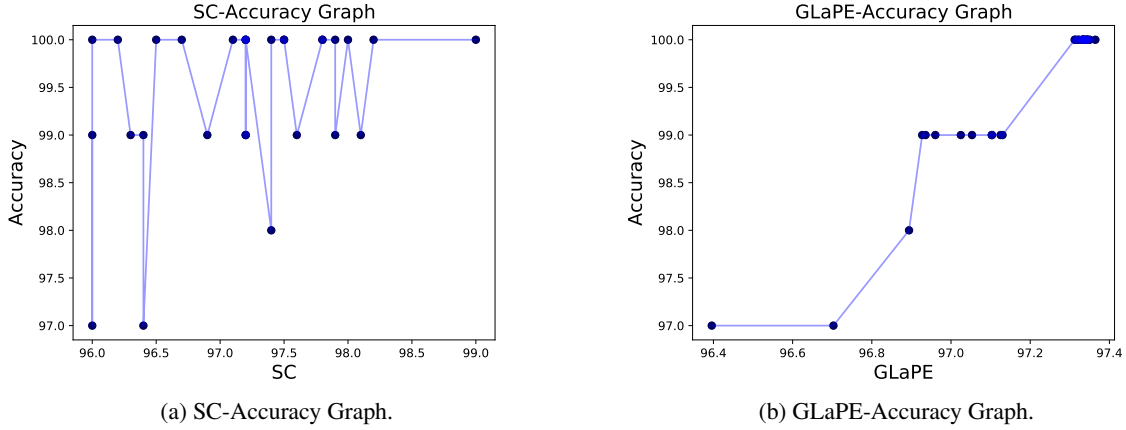 SC-Accuracy Graph
100.0
99.5
99.0
98.5
98.0
97.5
97.0
Accuracy
96.0 96.5 97.0 97.5 98.0 98.5 99.0
SC
(a) SC-Accuracy Graph.
GLaPE-Accuracy Graph
100.0
99.5
99.0
98.5
98.0
97.5
97.0
Accuracy
96.4 96.6 96.8 97.0 97.2 97.4
GLaPE
(b) GLaPE-Accuracy Graph.